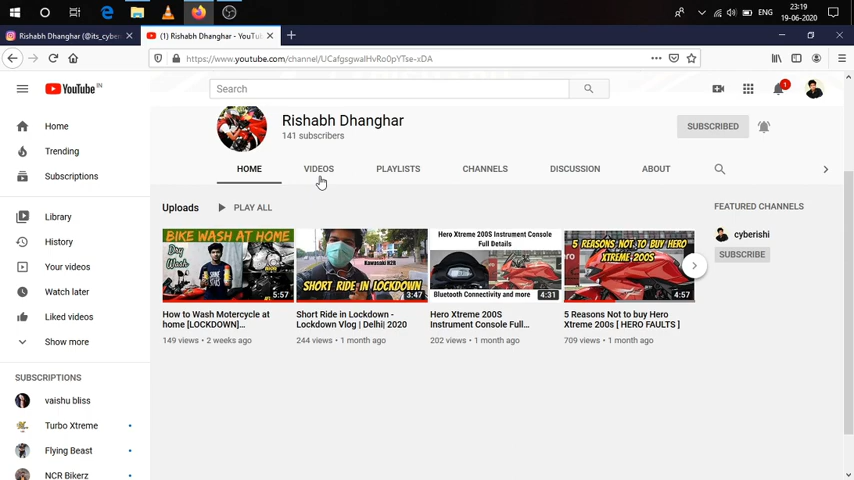 ENG
23:19
19-06-2020
Rishabh Dhanghar (@its_cyber
(1) Rishabh Dhanghar - YouTu
https://www.youtube.com/channel/UCafgsgwaIHvRo0pYTse-xDA
YouTube IN
Search
1
Home
Trending
Subscriptions
Library
History
Your videos
Watch later
Liked videos
Show more
SUBSCRIPTIONS
vaishu bliss
Turbo Xtreme
Flying Beast
NCR Bikerz
Rishabh Dhanghar
141 subscribers
SUBSCRIBED
HOME VIDEOS PLAYLISTS CHANNELS DISCUSSION ABOUT
Uploads PLAY ALL
BIKE WASH AT HOME
Dry
Wash
5:57
How to Wash Motercycle at
home [LOCKDOWN]...
149 views • 2 weeks ago
Kawasaki H2R
SHORT RIDE IN LOCKDOWN
3:47
Short Ride in Lockdown -
Lockdown Vlog | Delhi| 2020
244 views • 1 month ago
Hero Xtreme 200S Instrument Console
Full Details
Bluetooth Connectivity and more
4:31
Hero Xtreme 200S
Instrument Console Full...
202 views • 1 month ago
5 REASONS NOT TO BUY HERO
XTREME 200S
4:57
5 Reasons Not to buy Hero
Xtreme 200s [ HERO FAULTS ]
709 views • 1 month ago
FEATURED CHANNELS
cyberishi
SUBSCRIBE